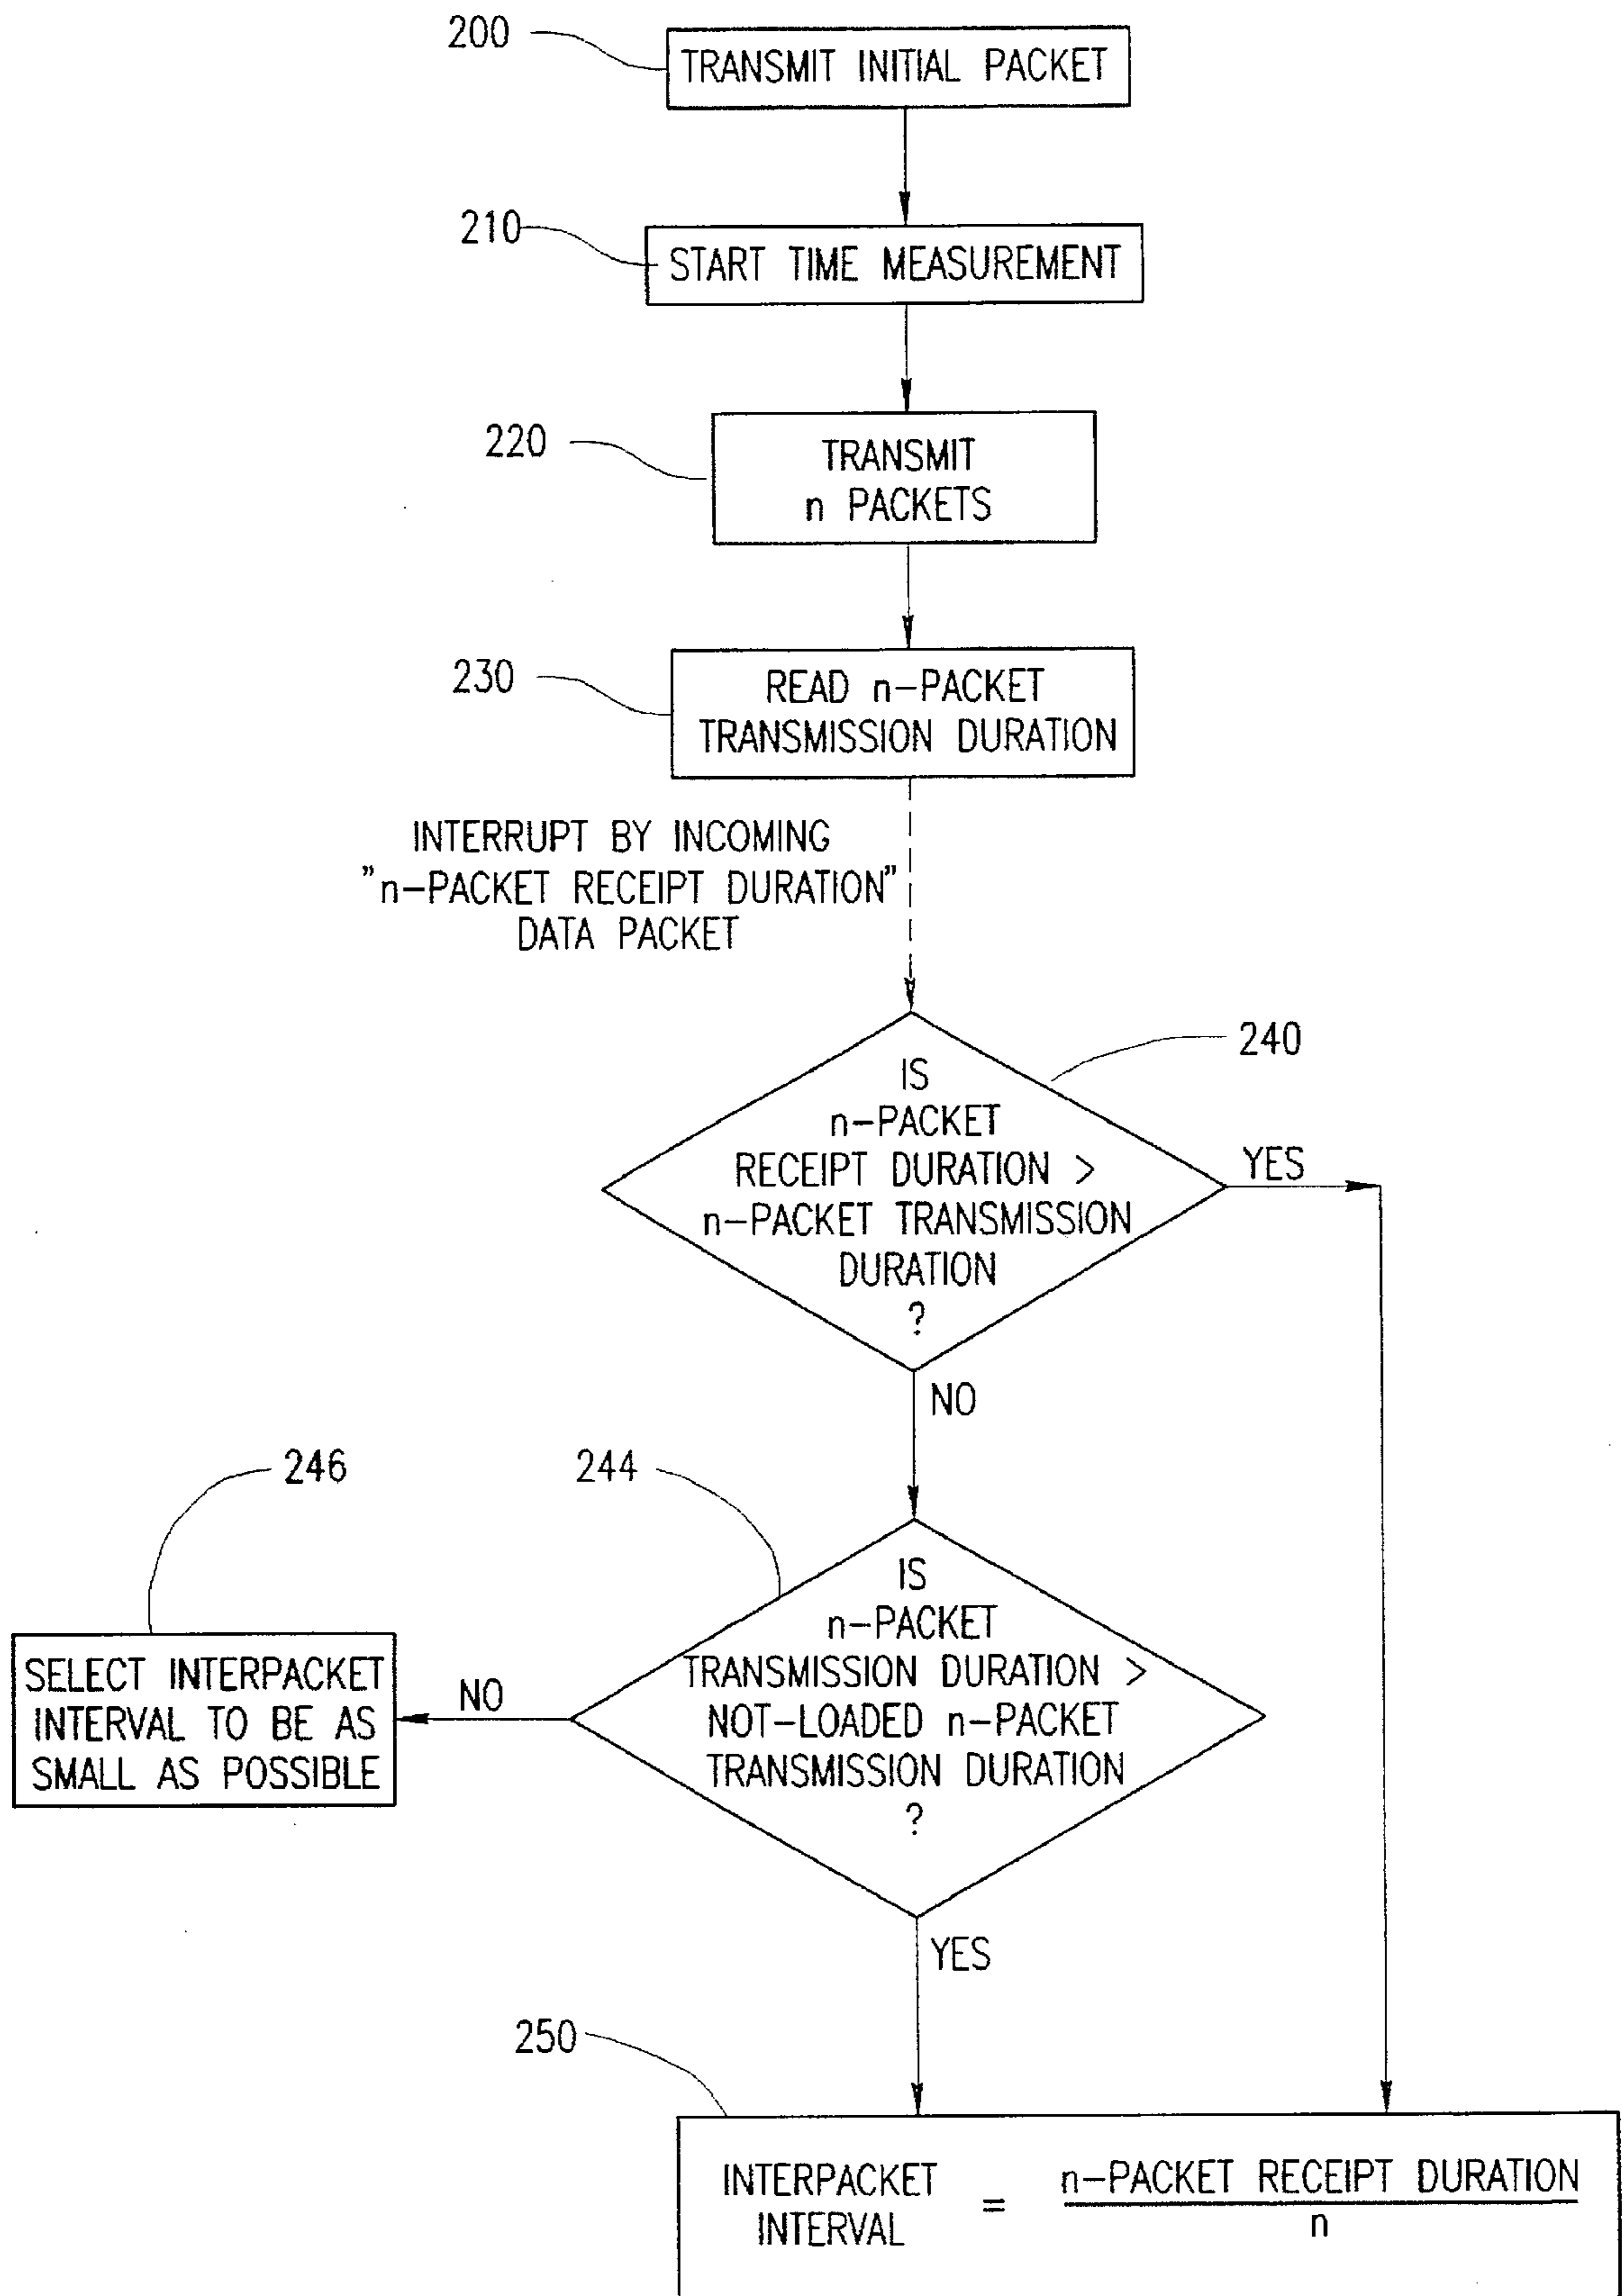 200
TRANSMIT INITIAL PACKET
210
START TIME MEASUREMENT
220
TRANSMIT
n PACKETS
230
READ n-PACKET
TRANSMISSION DURATION
INTERRUPT BY INCOMING
"n-PACKET RECEIPT DURATION"
DATA PACKET
240
IS
n-PACKET
RECEIPT DURATION >
n-PACKET TRANSMISSION
DURATION
?
YES
NO
246
244
IS
n-PACKET
TRANSMISSION DURATION >
NOT-LOADED n-PACKET
TRANSMISSION DURATION
?
NO
SELECT INTERPACKET
INTERVAL TO BE AS
SMALL AS POSSIBLE
YES
250
INTERPACKET
INTERVAL
=
n-PACKET RECEIPT DURATION
n